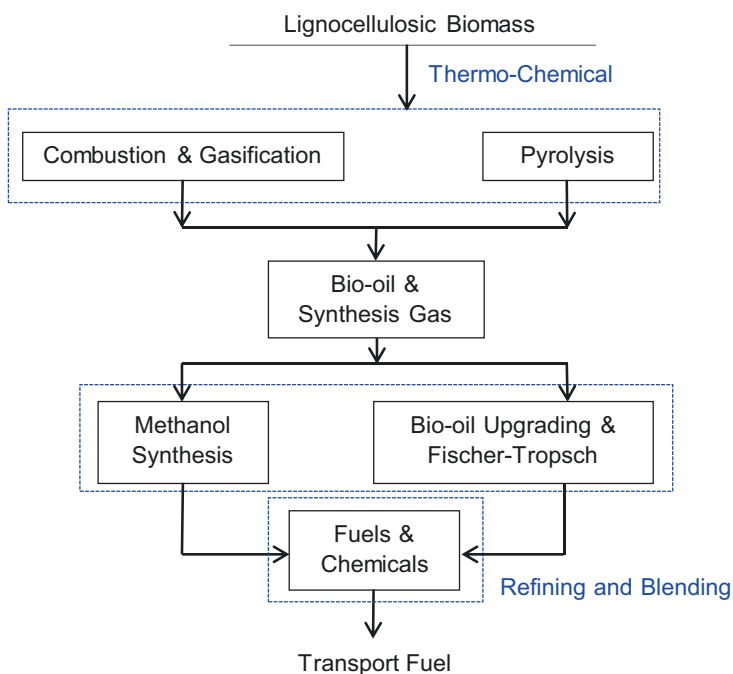 Lignocellulosic Biomass
Thermo-Chemical
Combustion & Gasification
Pyrolysis
Bio-oil &
Synthesis Gas
Methanol
Synthesis
Bio-oil Upgrading &
Fischer-Tropsch
Fuels &
Chemicals
Refining and Blending
Transport Fuel